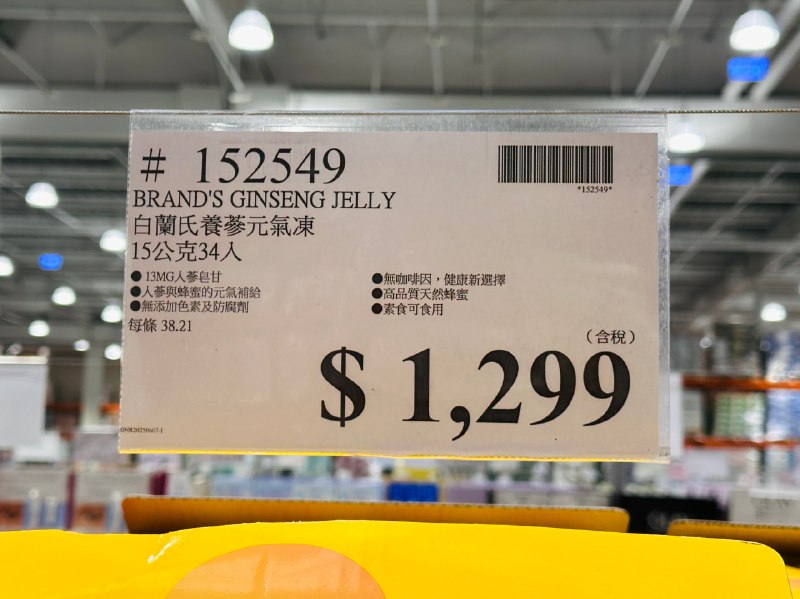 # 152549
*152549*
BRAND'S GINSENG JELLY
白蘭氏養蔘元氣凍
15公克34入
●13MG人蔘皂甘
●人蔘與蜂蜜的元氣補給
●無添加色素及防腐劑
●無咖啡因，健康新選擇
●高品質天然蜂蜜
●素食可食用
每條 38.21
（含稅）
$ 1,299